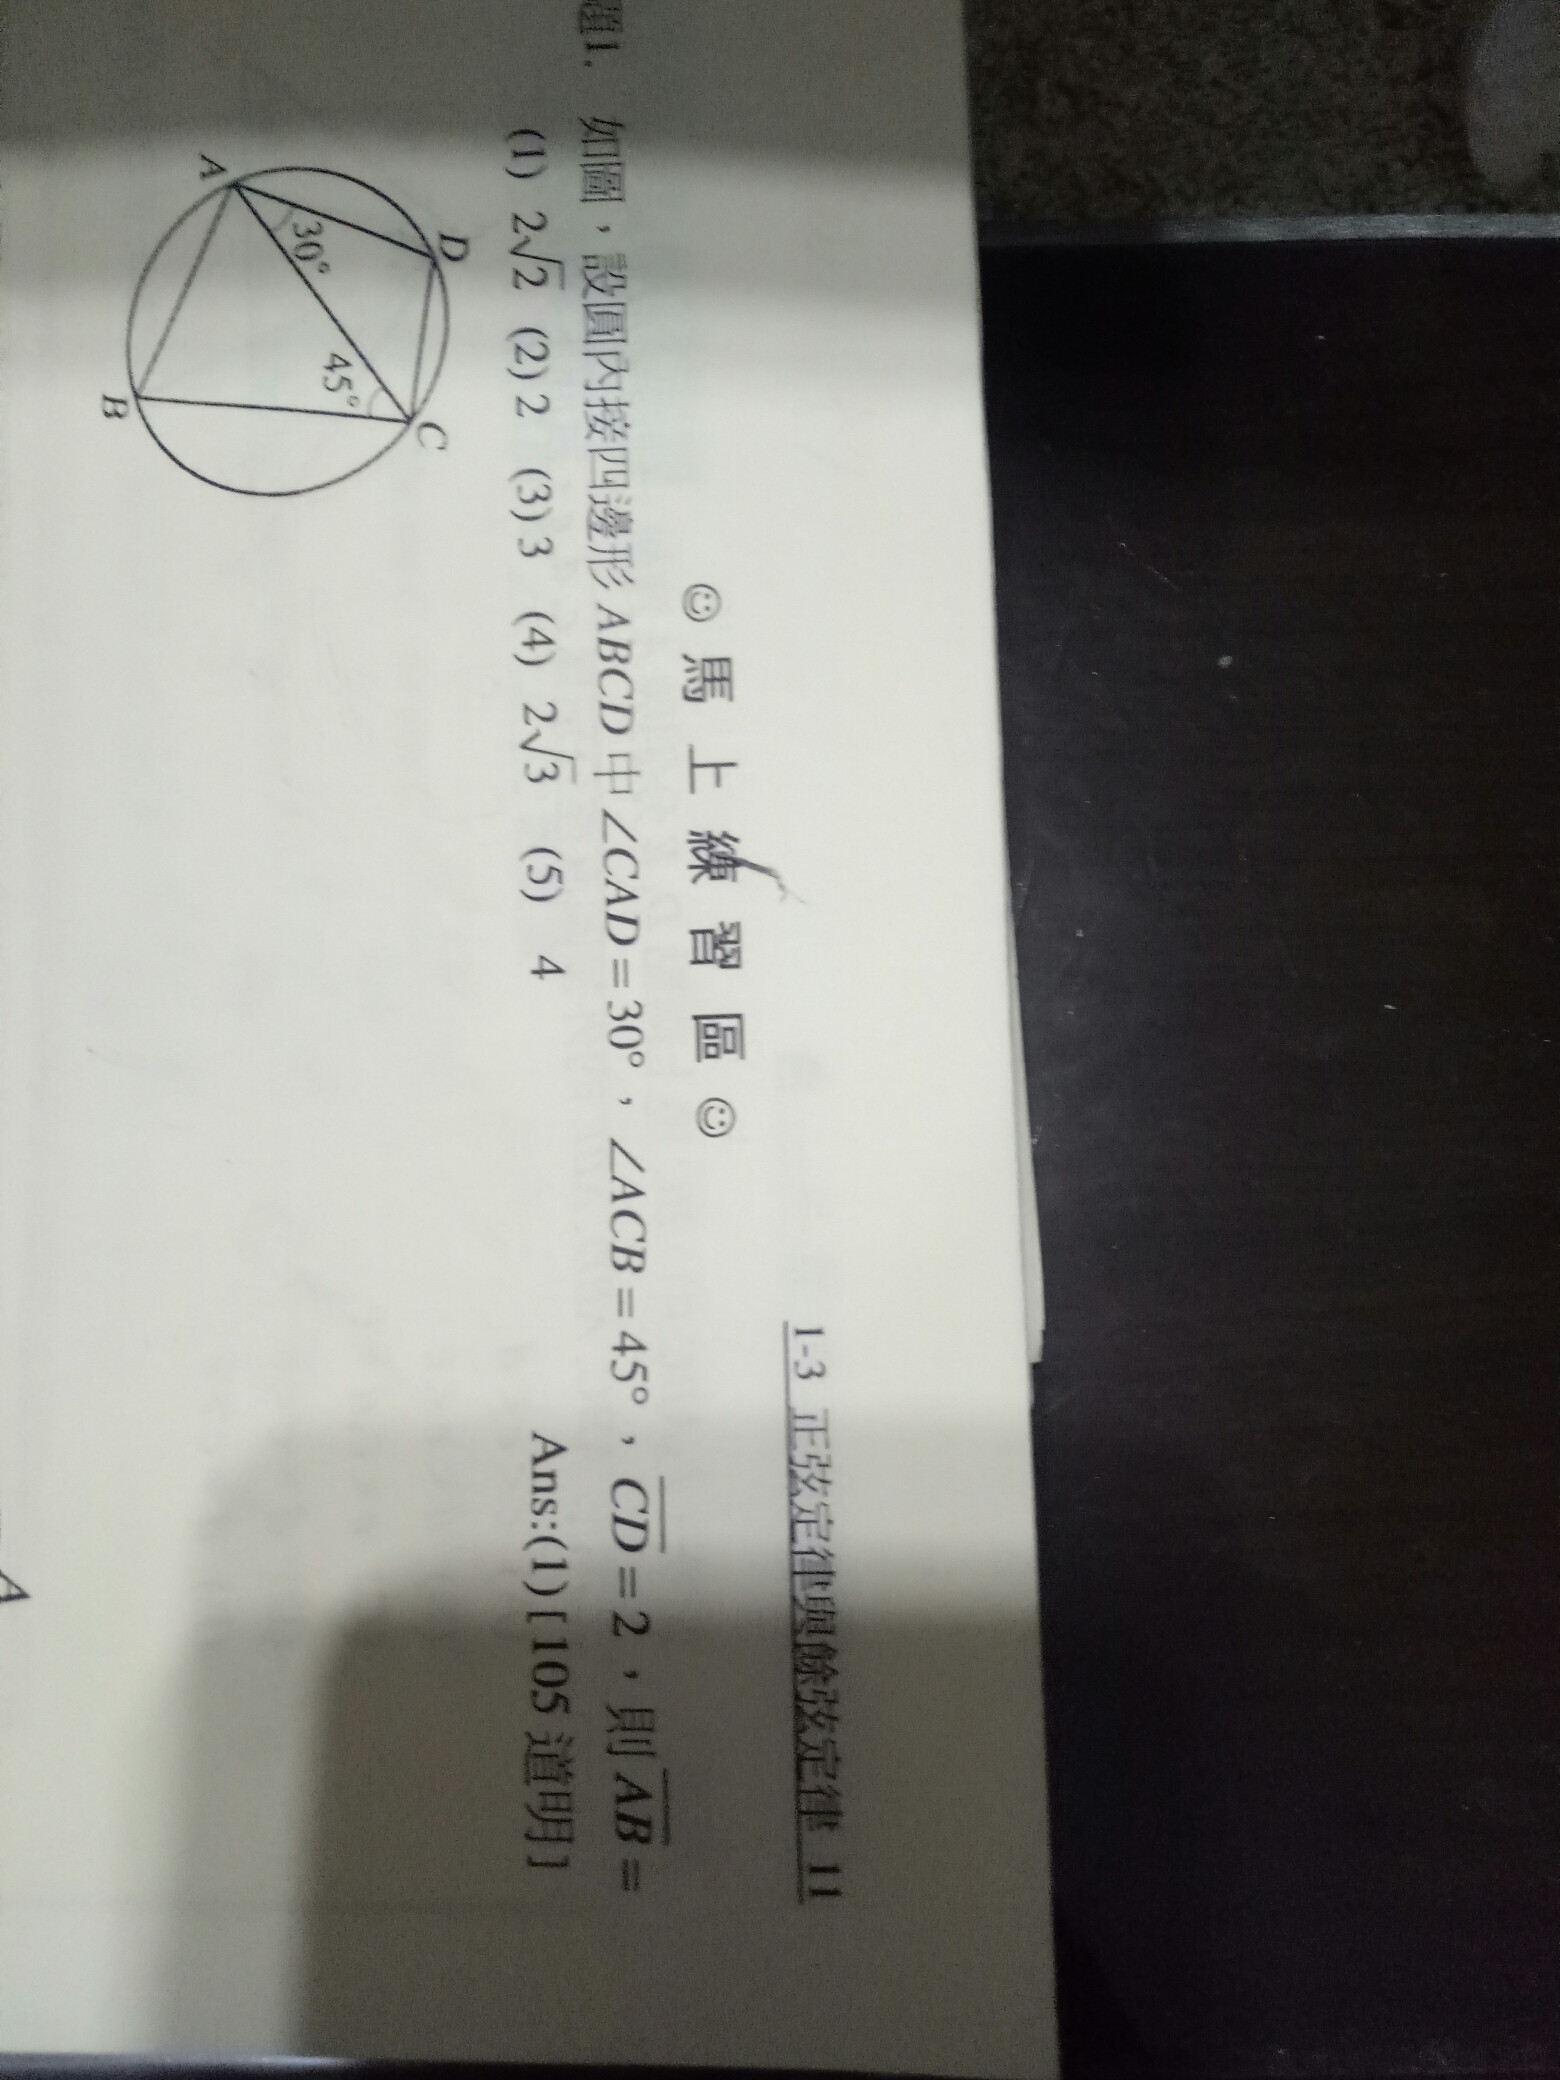 1-3 正弦定律與餘弦定律 11
☺ 馬 上 練 習 區 ☺
題1. 如圖，設圓內接四邊形 ABCD 中∠CAD=30°，∠ACB=45°，\overline{CD}=2，則\overline{AB}=
(1) 2√2 (2) 2 (3) 3 (4) 2√3 (5) 4 Ans:(1) [105 道明]
D
C
A
30°
45°
B
A